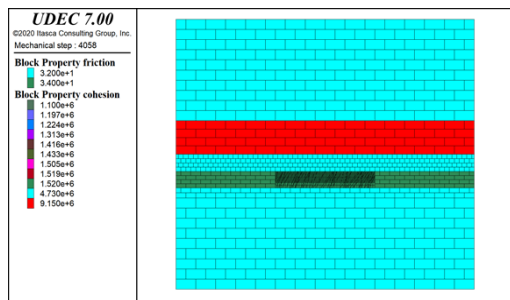 UDEC 7.00
©2020 Itasca Consulting Group, Inc.
Mechanical step : 4058
Block Property friction
3.200e+1
3.400e+1
Block Property cohesion
1.100e+6
1.197e+6
1.224e+6
1.313e+6
1.416e+6
1.433e+6
1.505e+6
1.519e+6
1.520e+6
4.730e+6
9.150e+6